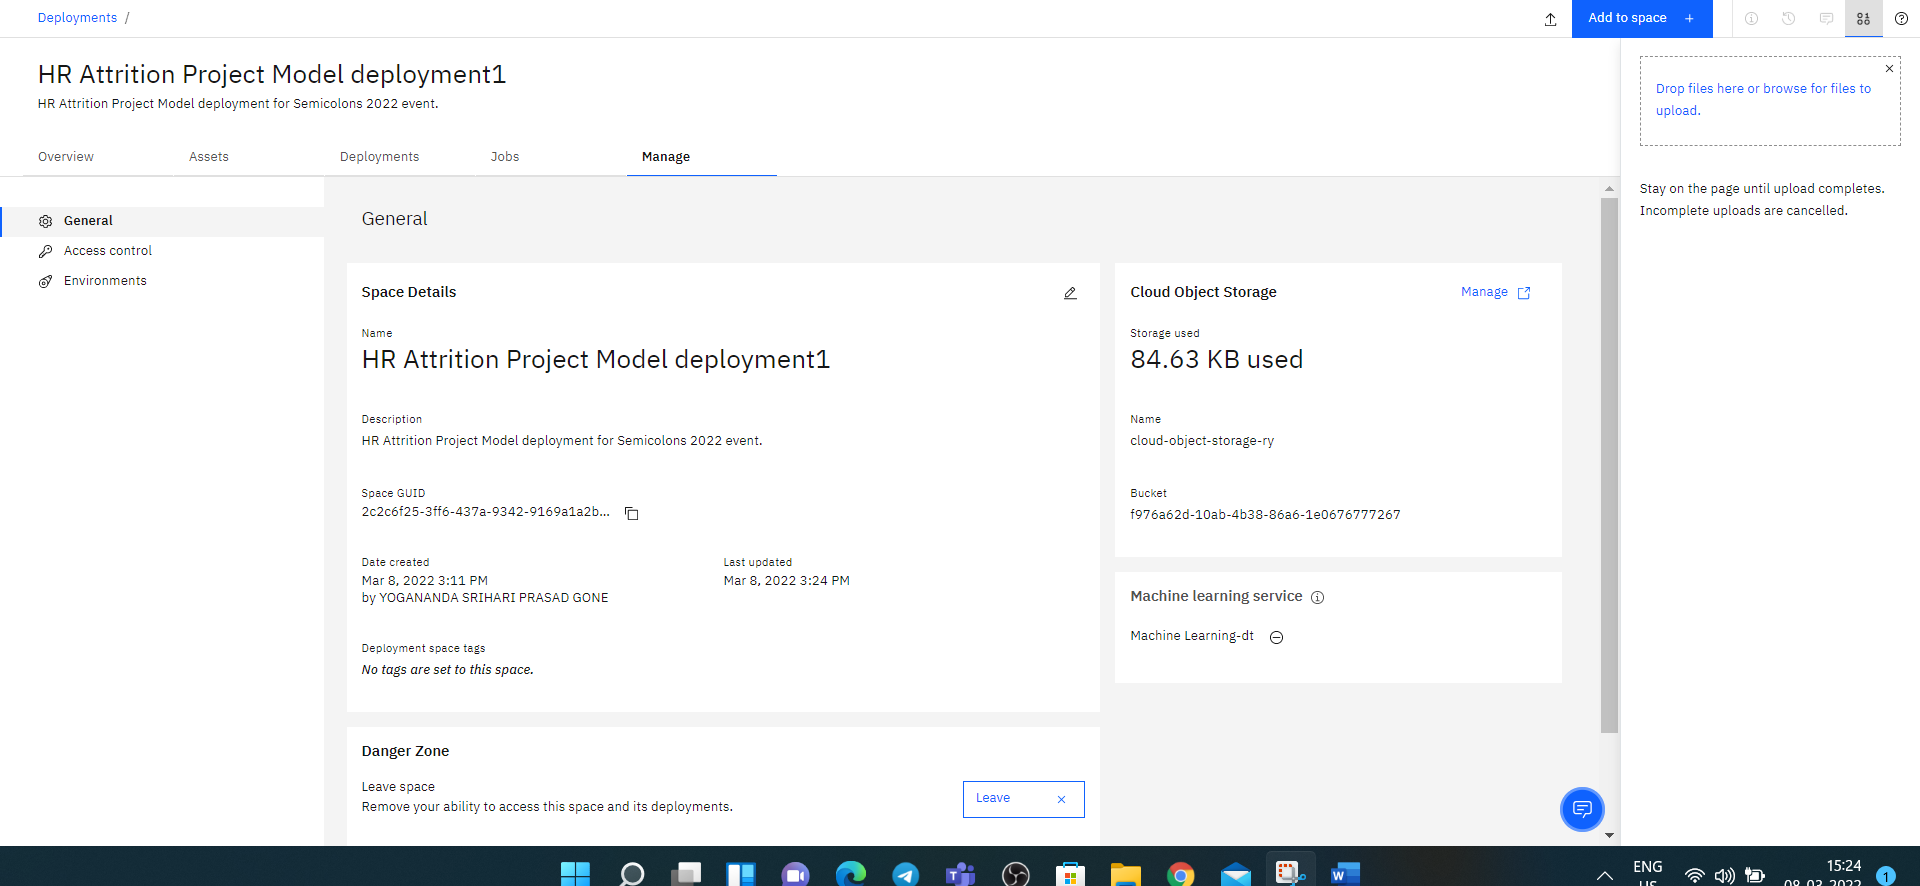 Deployments /
Add to space +
HR Attrition Project Model deployment1
HR Attrition Project Model deployment for Semicolons 2022 event.
Overview
Assets
Deployments
Jobs
Manage
General
Access control
Environments
General
Space Details
Name
HR Attrition Project Model deployment1
Description
HR Attrition Project Model deployment for Semicolons 2022 event.
Space GUID
2c2c6f25-3ff6-437a-9342-9169a1a2b...
Date created
Mar 8, 2022 3:11 PM
by YOGANANDA SRIHARI PRASAD GONE
Last updated
Mar 8, 2022 3:24 PM
Deployment space tags
No tags are set to this space.
Danger Zone
Leave space
Remove your ability to access this space and its deployments.
Leave
Cloud Object Storage
Manage
Storage used
84.63 KB used
Name
cloud-object-storage-ry
Bucket
f976a62d-10ab-4b38-86a6-1e0676777267
Machine learning service
Machine Learning-dt
Drop files here or browse for files to
upload.
Stay on the page until upload completes.
Incomplete uploads are cancelled.
ENG
US
15:24
08-03-2022
1